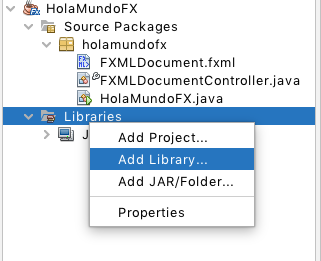 HolaMundoFX
Source Packages
holamundofx
FXMLDocument.fxml
FXMLDocumentController.java
HolaMundoFX.java
Libraries
Add Project...
Add Library...
Add JAR/Folder...
Properties